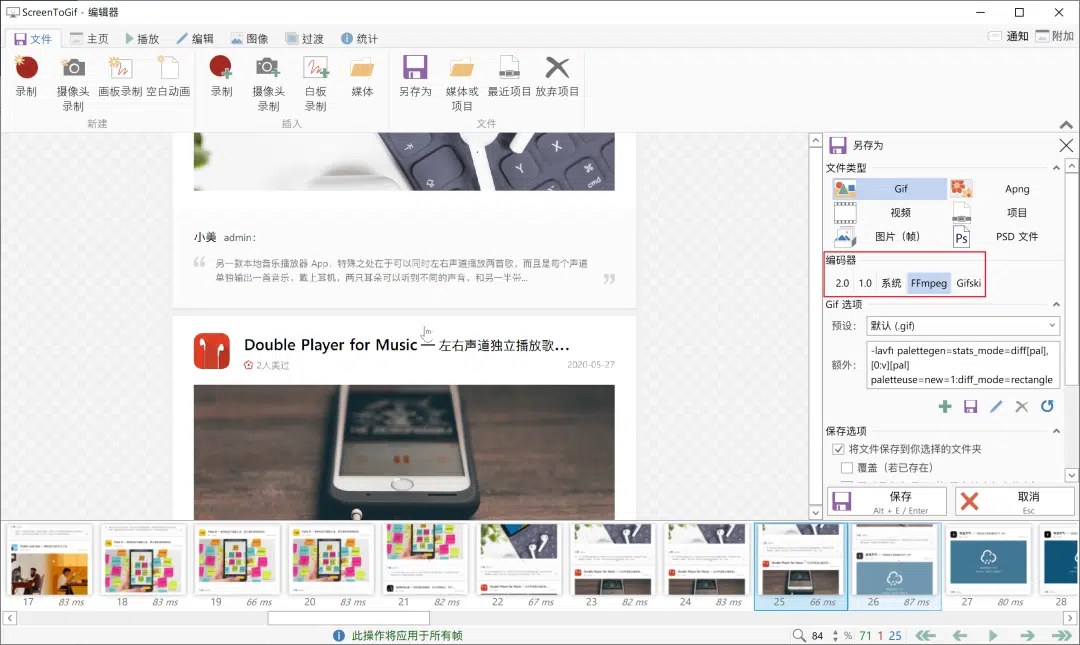 ScreenToGif - 编辑器
文件 主页 播放 编辑 图像 过渡 统计 通知 附加
录制 摄像头录制 画板录制 空白动画
新建
录制 摄像头录制 白板录制 媒体
插入
另存为 媒体或项目 最近项目 放弃项目
文件
小美 admin:
另一款本地音乐播放器 App，特殊之处在于可以同时左右声道播放两首歌，而且是每个声道
单独输出一首音乐，戴上耳机，两只耳朵可以听到不同的声音，和另一半带...
Double Player for Music — 左右声道独立播放歌...
2人美过 2020-05-27
另存为
文件类型
Gif Apng
视频 项目
图片（帧） Ps PSD 文件
编码器
2.0 1.0 系统 FFmpeg Gifski
Gif 选项
预设： 默认 (.gif)
额外： -lavfi palettegen=stats_mode=diff[pal],
[0:v][pal]
paletteuse=new=1:diff_mode=rectangle
保存选项
将文件保存到你选择的文件夹
覆盖（若已存在）
保存 Alt + E / Enter 取消 Esc
17 83 ms 18 83 ms 19 66 ms 20 83 ms 21 82 ms 22 67 ms 23 82 ms 24 83 ms 25 66 ms 26 87 ms 27 80 ms 28
此操作将应用于所有帧 84 % 71 1 25